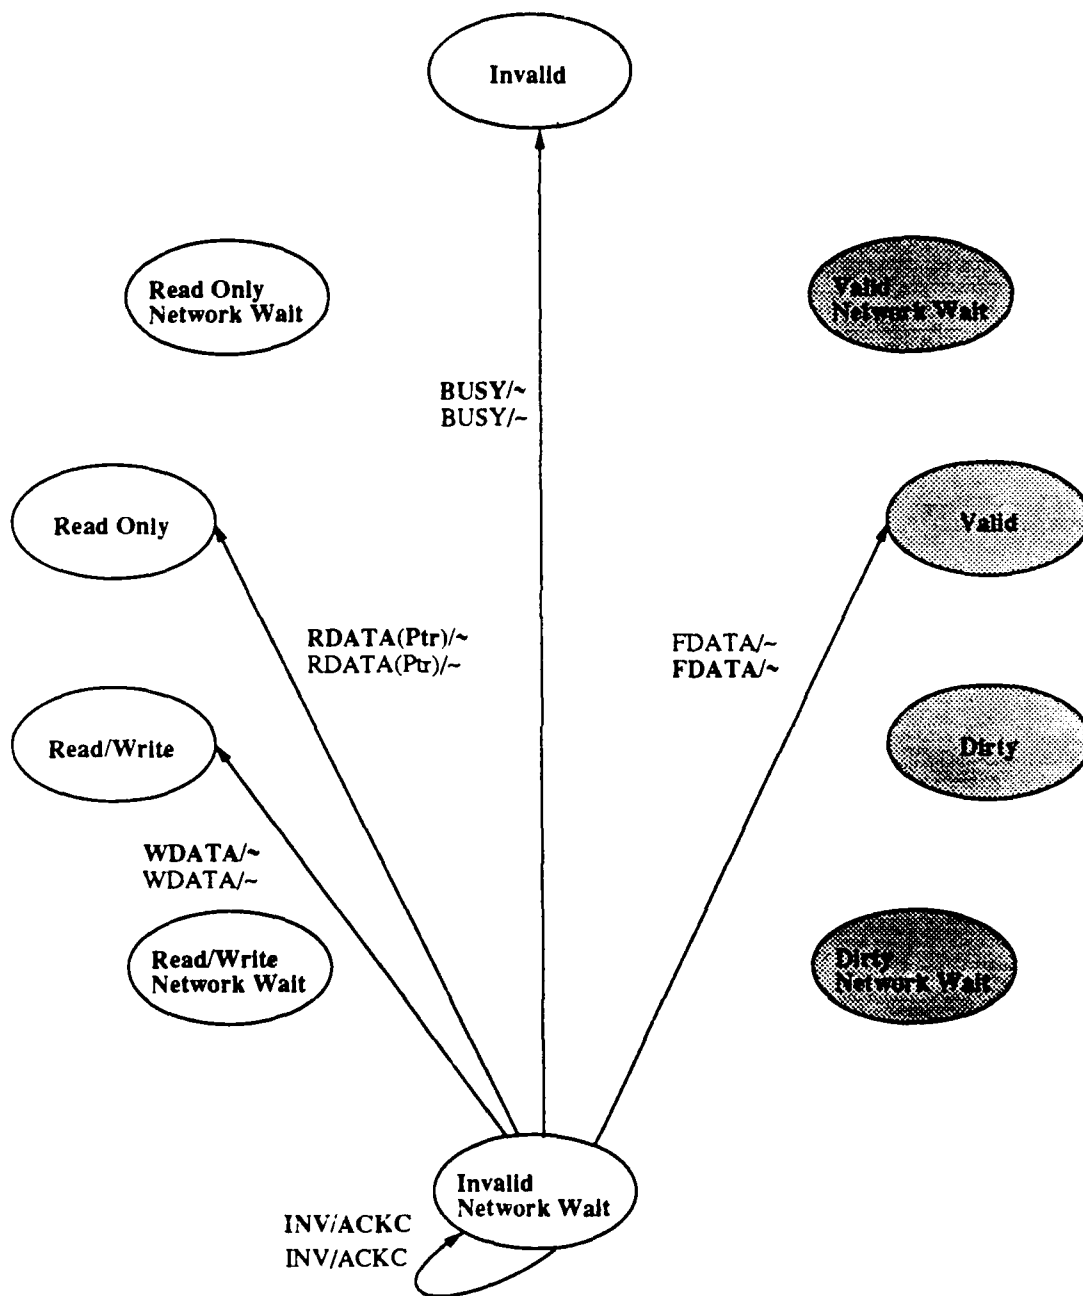 Invalid
Read Only
Network Wait
Valid
Network Wait
BUSY/~
BUSY/~
Read Only
Valid
RDATA(Ptr)/~
RDATA(Ptr)/~
FDATA/~
FDATA/~
Read/Write
Dirty
WDATA/~
WDATA/~
Read/Write
Network Wait
Dirty
Network Wait
Invalid
Network Wait
INV/ACKC
INV/ACKC